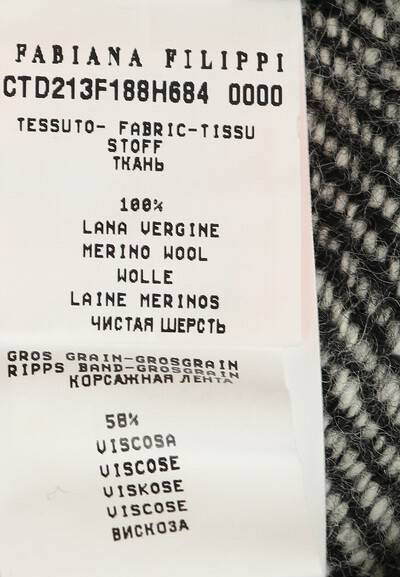 FABIANA FILIPPI
CTD213F188H684 0000
TESSUTO- FABRIC-TISSU
STOFF
ТКАНЬ
100%
LANA VERGINE
MERINO WOOL
WOLLE
LAINE MERINOS
ЧИСТАЯ ШЕРСТЬ
GROS GRAIN-GROSGRAIN
RIPPS BAND-GROSGRAIN
КОРСАЖНАЯ ЛЕНТА
58%
VISCOSA
VISCOSE
VISKOSE
VISCOSE
ВИСКОЗА